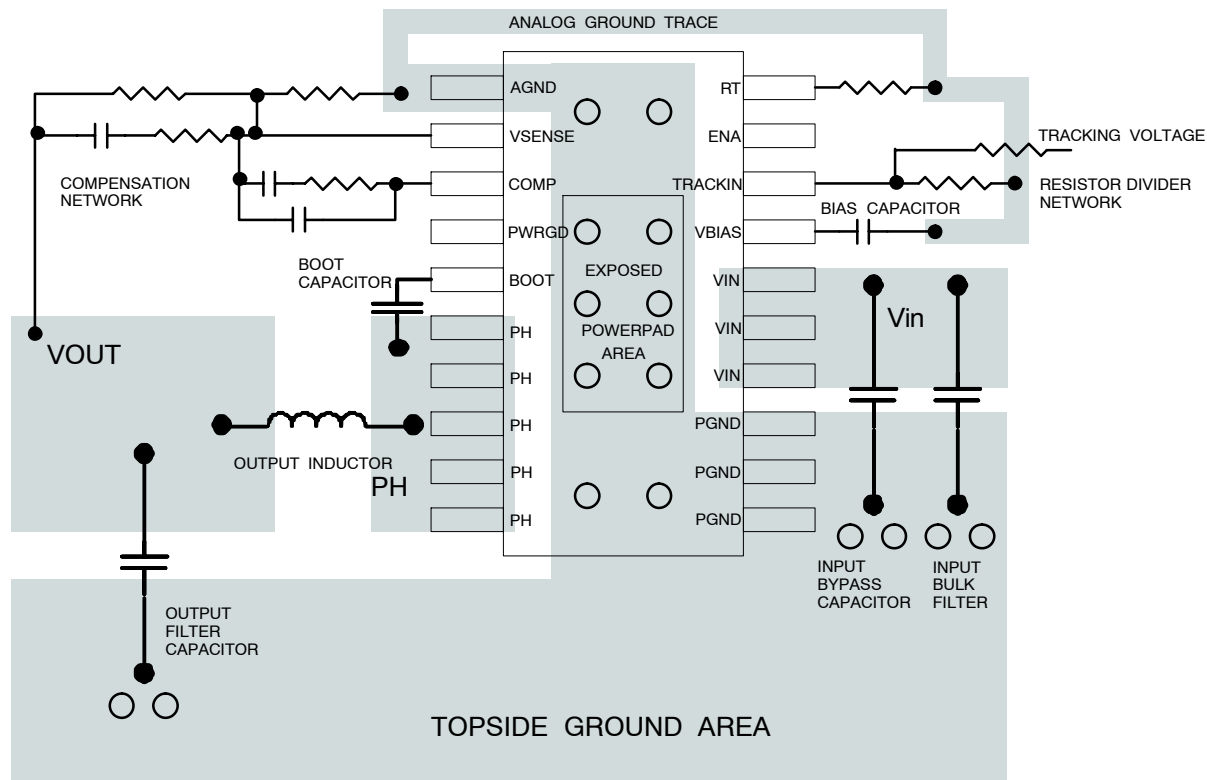 ANALOG GROUND TRACE
AGND
RT
VSENSE
ENA
TRACKING VOLTAGE
COMPENSATION
NETWORK
COMP
TRACKIN
RESISTOR DIVIDER
NETWORK
BIAS CAPACITOR
PWRGD
VBIAS
BOOT
CAPACITOR
BOOT
EXPOSED
POWERPAD
AREA
VIN
Vin
PH
VIN
VOUT
PH
VIN
PH
PGND
OUTPUT INDUCTOR
PH
PH
PGND
PH
PGND
INPUT
BYPASS
CAPACITOR
INPUT
BULK
FILTER
OUTPUT
FILTER
CAPACITOR
TOPSIDE GROUND AREA